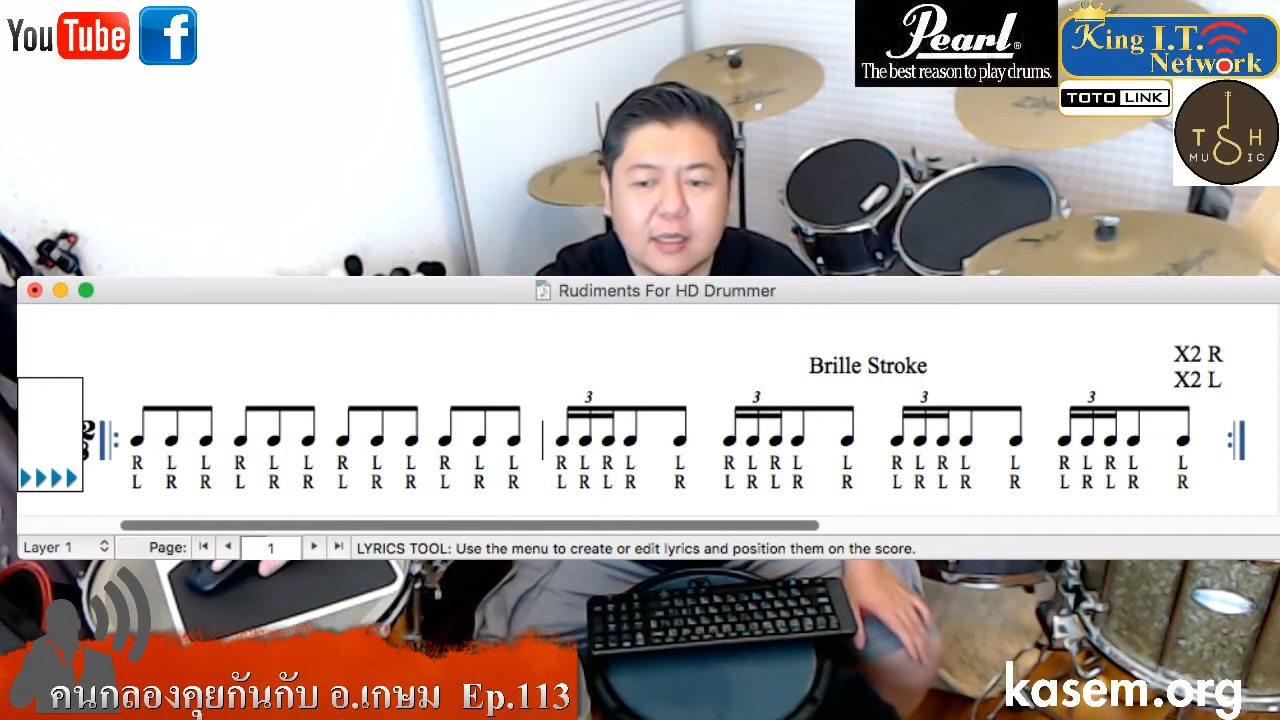 YouTube f
Pearl®
The best reason to play drums.
King I.T.
Network
TOTO LINK
T S H
MUSIC
Rudiments For HD Drummer
X2 R
Brille Stroke
X2 L
3 3 3 3
R L L R L L R L L R L L R L R L L R L R L L R L R L L R L R L L
L R R L R R L R R L R R L R L R R L R L R R L R L R R L R L R R
Layer 1 Page: 1 LYRICS TOOL: Use the menu to create or edit lyrics and position them on the score.
คนกลองคุยกันกับ อ.เกษม Ep.113
kasem.org